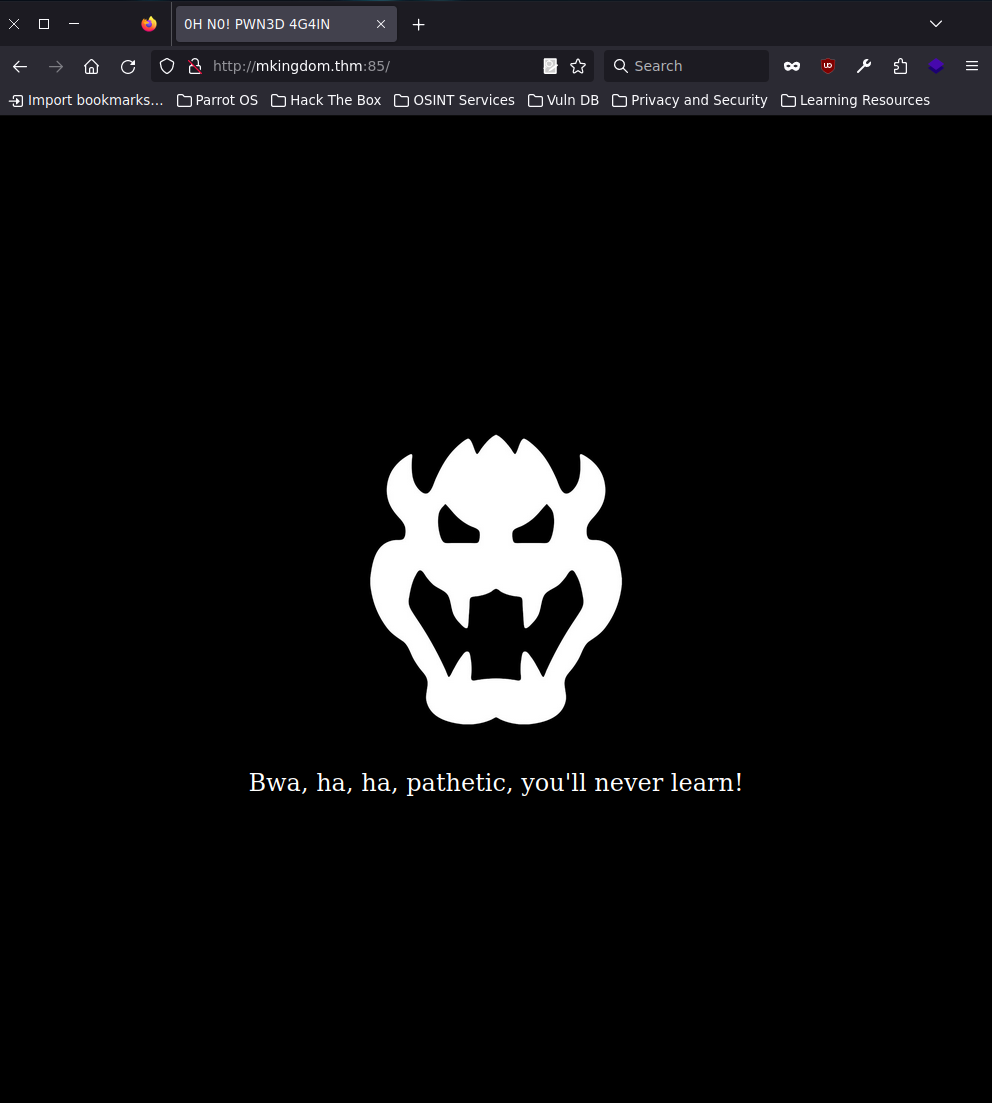 0H N0! PWN3D 4G4IN
http://mkingdom.thm:85/
Search
Import bookmarks... Parrot OS Hack The Box OSINT Services Vuln DB Privacy and Security Learning Resources
Bwa, ha, ha, pathetic, you'll never learn!